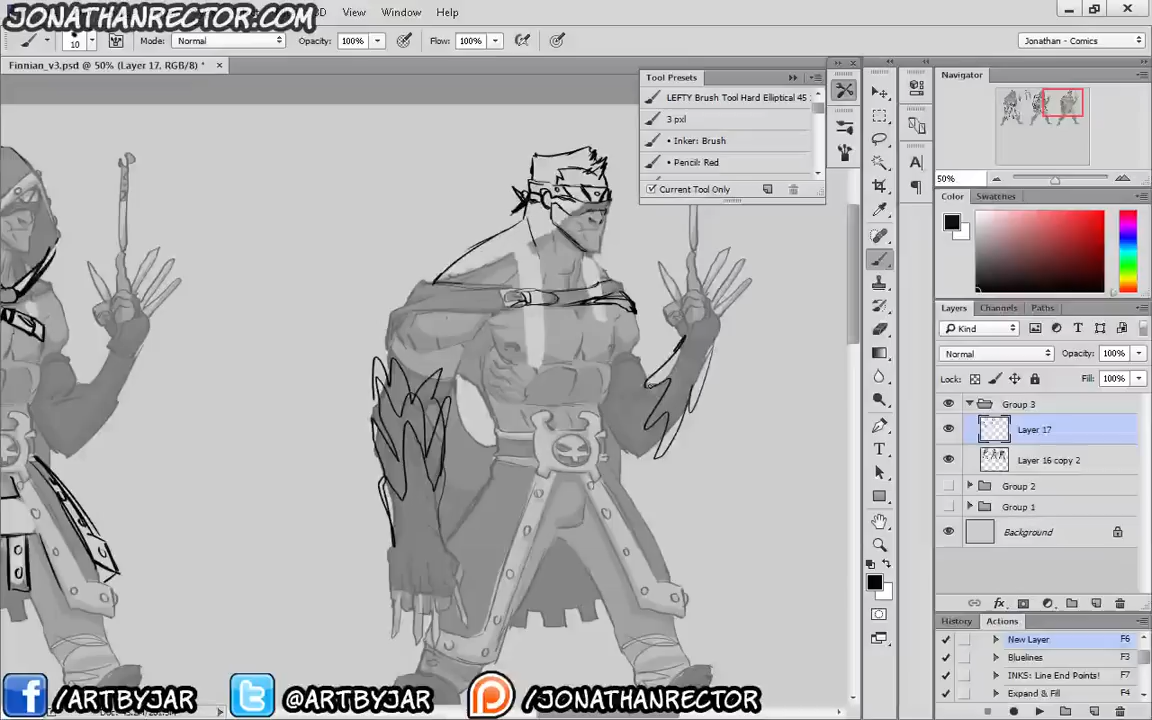 JONATHANRECTOR.COM
3D View Window Help
10 Mode: Normal Opacity: 100% Flow: 100% Jonathan - Comics
Finnian_v3.psd @ 50% (Layer 17, RGB/8) * ×
Tool Presets
LEFTY Brush Tool Hard Elliptical 45
3 pxl
• Inker: Brush
• Pencil: Red
Current Tool Only
Navigator
50%
Color Swatches
Layers Channels Paths
Kind
Normal Opacity: 100%
Lock: Fill: 100%
Group 3
Layer 17
Layer 16 copy 2
Group 2
Group 1
Background
fx
History Actions
New Layer F6
Bluelines F3
INKS: Line End Points! F7
Expand & Fill F4
/ARTBYJAR @ARTBYJAR /JONATHANRECTOR